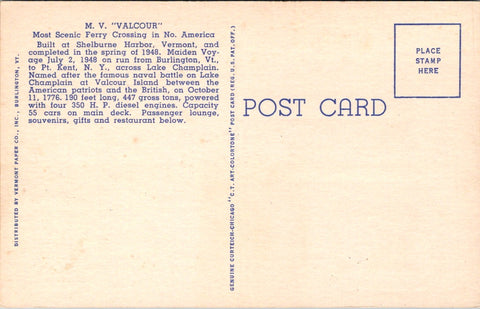 M. V. "VALCOUR"
Most Scenic Ferry Crossing in No. America
Built at Shelburne Harbor, Vermont, and
completed in the spring of 1948. Maiden Voy-
age July 2, 1948 on run from Burlington, Vt.,
to Pt. Kent, N. Y., across Lake Champlain.
Named after the famous naval battle on Lake
Champlain at Valcour Island between the
American patriots and the British, on October
11, 1776. 190 feet long, 447 gross tons, powered
with four 350 H. P. diesel engines. Capacity
55 cars on main deck. Passenger lounge,
souvenirs, gifts and restaurant below.
DISTRIBUTED BY VERMONT PAPER CO., INC., BURLINGTON, VT.
GENUINE CURTEICH-CHICAGO "C.T. ART-COLORTONE" POST CARD (REG. U.S. PAT. OFF.)
POST CARD
PLACE
STAMP
HERE